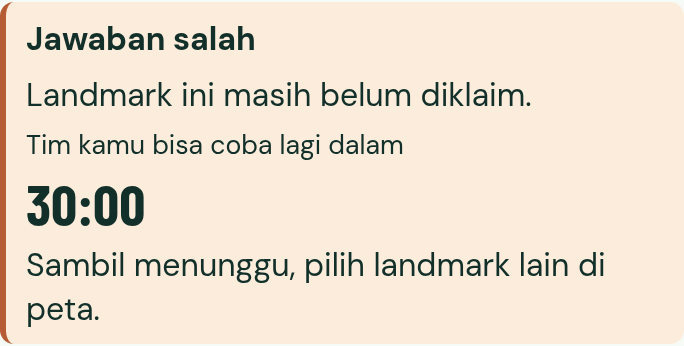 Jawaban salah
Landmark ini masih belum diklaim.
Tim kamu bisa coba lagi dalam
30:00
Sambil menunggu, pilih landmark lain di
peta.